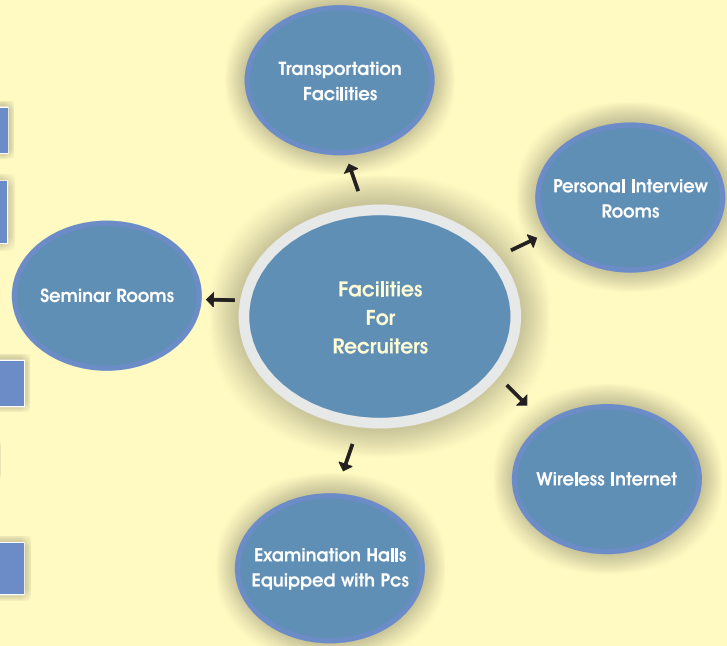 Transportation
Facilities
Personal Interview
Rooms
Seminar Rooms
Facilities
For
Recruiters
Wireless Internet
Examination Halls
Equipped with Pcs